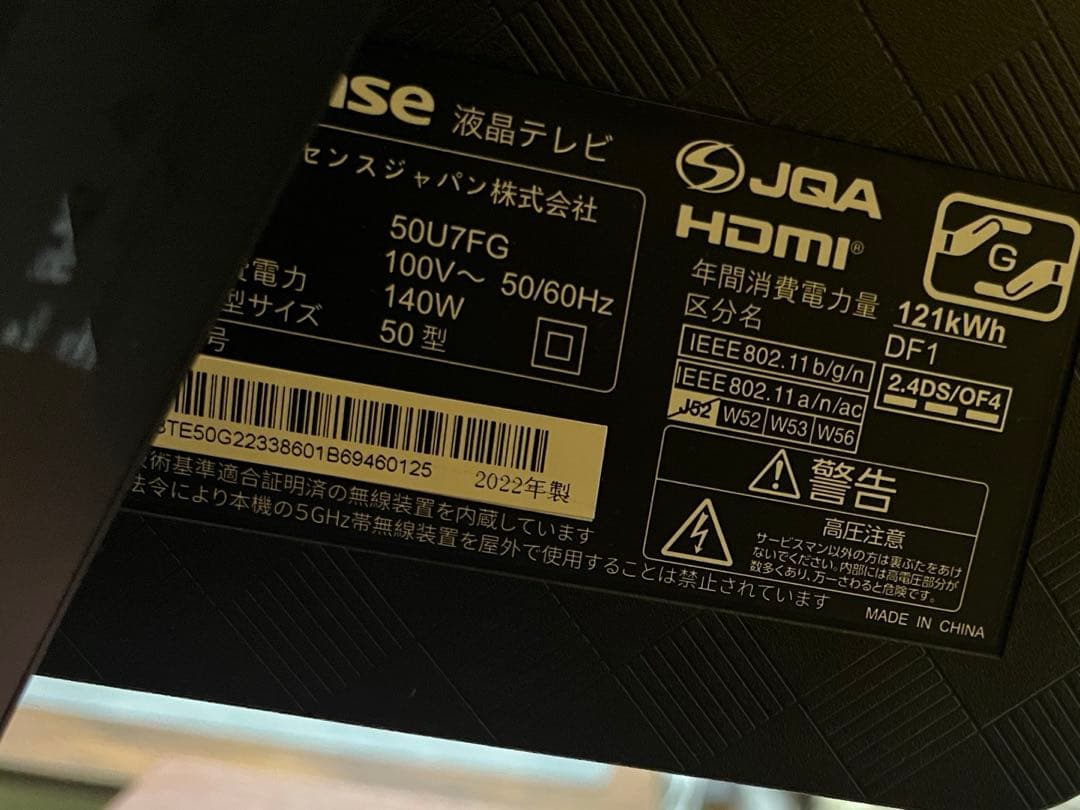 nse 液晶テレビ
センスジャパン株式会社
50U7FG
100V～ 50/60Hz
費電力 140W
型サイズ 50型
号
TE50G22338601B69460125
2022年製
技術基準適合証明済の無線装置を内蔵しています
法令により本機の5GHz帯無線装置を屋外で使用することは禁止されています
JQA
HDMI®
G
年間消費電力量 121kWh
区分名 DF1
IEEE802.11b/g/n
2.4DS/OF4
IEEE802.11a/n/ac
J52 W52 W53 W56
警告
高圧注意
サービスマン以外の方は裏ぶたをあけ
ないでください。内部には高電圧部分が
数多くあり、万一さわると危険です。
MADE IN CHINA